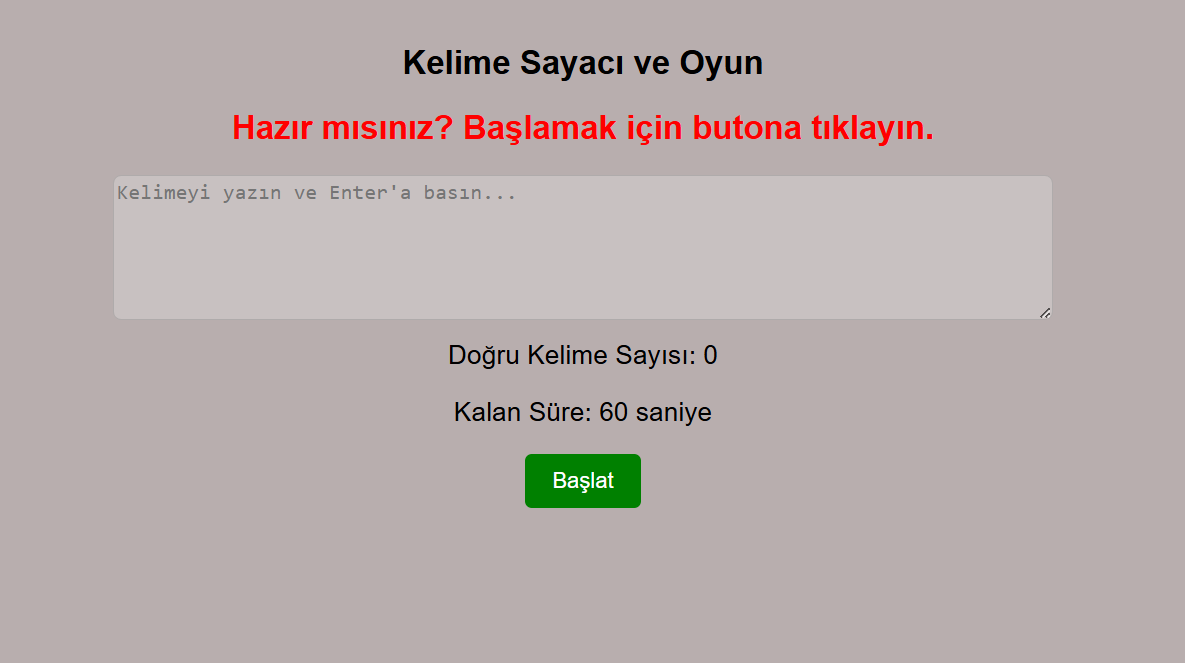 Kelime Sayacı ve Oyun
Hazır mısınız? Başlamak için butona tıklayın.
Kelimeyi yazın ve Enter'a basın...
Doğru Kelime Sayısı: 0
Kalan Süre: 60 saniye
Başlat